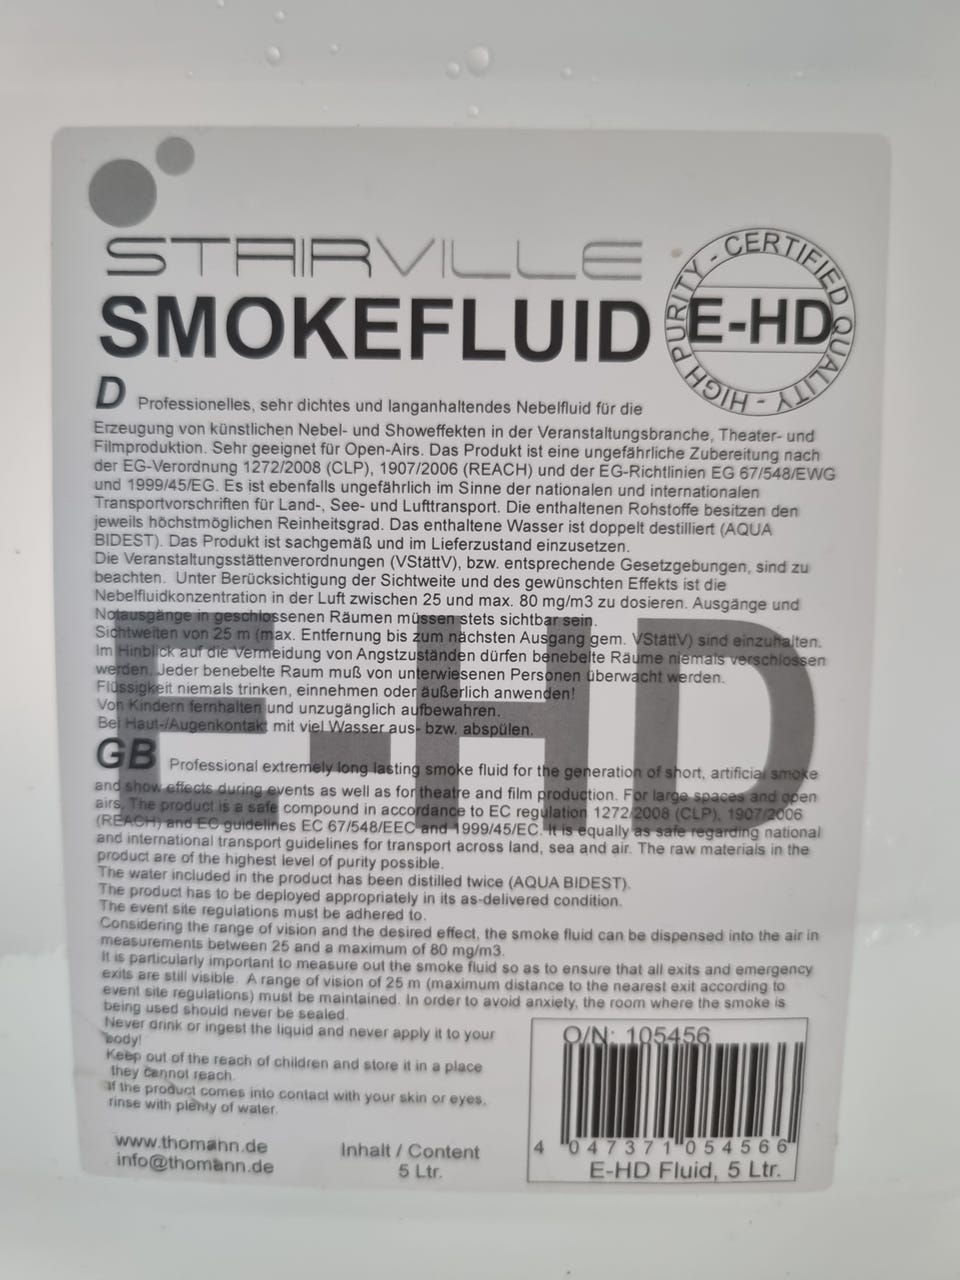 STAIRVILLE
SMOKEFLUID
HIGH PURITY - CERTIFIED QUALITY -
E-HD
D Professionelles, sehr dichtes und langanhaltendes Nebelfluid für die
Erzeugung von künstlichen Nebel- und Showeffekten in der Veranstaltungsbranche, Theater- und
Filmproduktion. Sehr geeignet für Open-Airs. Das Produkt ist eine ungefährliche Zubereitung nach
der EG-Verordnung 1272/2008 (CLP), 1907/2006 (REACH) und der EG-Richtlinien EG 67/548/EWG
und 1999/45/EG. Es ist ebenfalls ungefährlich im Sinne der nationalen und internationalen
Transportvorschriften für Land-, See- und Lufttransport. Die enthaltenen Rohstoffe besitzen den
jeweils höchstmöglichen Reinheitsgrad. Das enthaltene Wasser ist doppelt destilliert (AQUA
BIDEST). Das Produkt ist sachgemäß und im Lieferzustand einzusetzen.
Die Veranstaltungsstättenverordnungen (VStättV), bzw. entsprechende Gesetzgebungen, sind zu
beachten. Unter Berücksichtigung der Sichtweite und des gewünschten Effekts ist die
Nebelfluidkonzentration in der Luft zwischen 25 und max. 80 mg/m3 zu dosieren. Ausgänge und
Notausgänge in geschlossenen Räumen müssen stets sichtbar sein.
Sichtweiten von 25 m (max. Entfernung bis zum nächsten Ausgang gem. VStättV) sind einzuhalten.
Im Hinblick auf die Vermeidung von Angstzuständen dürfen benebelte Räume niemals verschlossen
werden. Jeder benebelte Raum muß von unterwiesenen Personen überwacht werden.
Flüssigkeit niemals trinken, einnehmen oder äußerlich anwenden!
Von Kindern fernhalten und unzugänglich aufbewahren.
Bei Haut-/Augenkontakt mit viel Wasser aus- bzw. abspülen.
E-HD
GB Professional extremely long lasting smoke fluid for the generation of short, artificial smoke
and show effects during events as well as for theatre and film production. For large spaces and open
airs. The product is a safe compound in accordance to EC regulation 1272/2008 (CLP), 1907/2006
(REACH) and EC guidelines EC 67/548/EEC and 1999/45/EC. It is equally as safe regarding national
and international transport guidelines for transport across land, sea and air. The raw materials in the
product are of the highest level of purity possible.
The water included in the product has been distilled twice (AQUA BIDEST).
The product has to be deployed appropriately in its as-delivered condition.
The event site regulations must be adhered to.
Considering the range of vision and the desired effect, the smoke fluid can be dispensed into the air in
measurements between 25 and a maximum of 80 mg/m3.
It is particularly important to measure out the smoke fluid so as to ensure that all exits and emergency
exits are still visible. A range of vision of 25 m (maximum distance to the nearest exit according to
event site regulations) must be maintained. In order to avoid anxiety, the room where the smoke is
being used should never be sealed.
Never drink or ingest the liquid and never apply it to your
body!
Keep out of the reach of children and store it in a place
they cannot reach.
If the product comes into contact with your skin or eyes,
rinse with plenty of water.
www.thomann.de
info@thomann.de
Inhalt / Content
5 Ltr.
O/N: 105456
4 047371 054566
E-HD Fluid, 5 Ltr.